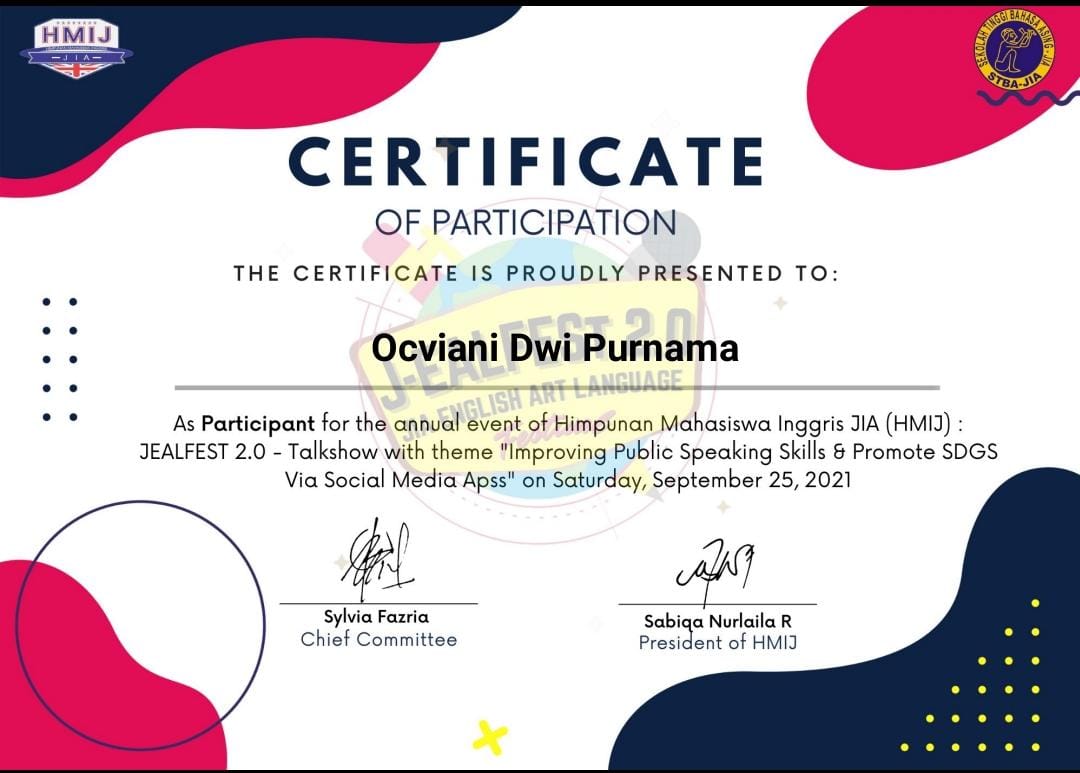 HMIJ
JIA
SEKOLAH TINGGI BAHASA ASING - JIA
STBA-JIA
CERTIFICATE
OF PARTICIPATION
THE CERTIFICATE IS PROUDLY PRESENTED TO:
J-EALFEST 2.0
JIA ENGLISH ART LANGUAGE
Festival
Ocviani Dwi Purnama
As Participant for the annual event of Himpunan Mahasiswa Inggris JIA (HMIJ) :
JEALFEST 2.0 - Talkshow with theme "Improving Public Speaking Skills & Promote SDGS
Via Social Media Apss" on Saturday, September 25, 2021
Sylvia Fazria
Chief Committee
Sabiqa Nurlaila R
President of HMIJ